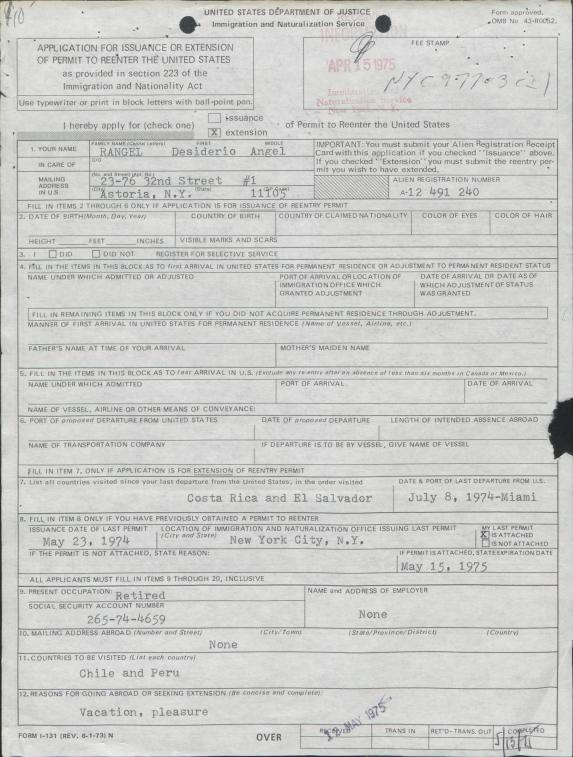 UNITED STATES DEPARTMENT OF JUSTICE
Immigration and Naturalization Service
Form approved.
OMB No 43-R0052.
APPLICATION FOR ISSUANCE OR EXTENSION
OF PERMIT TO REENTER THE UNITED STATES
as provided in section 223 of the
Immigration and Nationality Act
FEE STAMP
APR 15 1975
Immigration
Naturalization Service
New York
Use typewriter or print in block letters with ball-point pen.
I hereby apply for (check one)
issuance
X extension
of Permit to Reenter the United States
1. YOUR NAME
FAMILY NAME (Capital Letters) FIRST MIDDLE
RANGEL Desiderio Angel
IMPORTANT: You must submit your Alien Registration Receipt
Card with this application if you checked "Issuance" above.
If you checked "Extension" you must submit the reentry per-
mit you wish to have extended.
IN CARE OF
C/O
MAILING
ADDRESS
IN U.S.
(No. and Street) (Apt. No.)
23-76 32nd Street #1
(City) (State) (ZIP Code)
Astoria, N.Y. 11105
ALIEN REGISTRATION NUMBER
A-12 491 240
FILL IN ITEMS 2 THROUGH 6 ONLY IF APPLICATION IS FOR ISSUANCE OF REENTRY PERMIT
2. DATE OF BIRTH (Month, Day, Year) COUNTRY OF BIRTH COUNTRY OF CLAIMED NATIONALITY COLOR OF EYES COLOR OF HAIR
HEIGHT FEET INCHES VISIBLE MARKS AND SCARS
3. - I DID DID NOT REGISTER FOR SELECTIVE SERVICE
4. FILL IN THE ITEMS IN THIS BLOCK AS TO first ARRIVAL IN UNITED STATES FOR PERMANENT RESIDENCE OR ADJUSTMENT TO PERMANENT RESIDENT STATUS
NAME UNDER WHICH ADMITTED OR ADJUSTED
PORT OF ARRIVAL OR LOCATION OF
IMMIGRATION OFFICE WHICH
GRANTED ADJUSTMENT
DATE OF ARRIVAL OR DATE AS OF
WHICH ADJUSTMENT OF STATUS
WAS GRANTED
FILL IN REMAINING ITEMS IN THIS BLOCK ONLY IF YOU DID NOT ACQUIRE PERMANENT RESIDENCE THROUGH ADJUSTMENT.
MANNER OF FIRST ARRIVAL IN UNITED STATES FOR PERMANENT RESIDENCE (Name of Vessel, Airline, etc.)
FATHER'S NAME AT TIME OF YOUR ARRIVAL MOTHER'S MAIDEN NAME
5. FILL IN THE ITEMS IN THIS BLOCK AS TO last ARRIVAL IN U.S. (Exclude any re-entry after an absence of less than six months in Canada or Mexico.)
NAME UNDER WHICH ADMITTED PORT OF ARRIVAL DATE OF ARRIVAL
NAME OF VESSEL, AIRLINE OR OTHER MEANS OF CONVEYANCE:
6. PORT OF proposed DEPARTURE FROM UNITED STATES DATE OF proposed DEPARTURE LENGTH OF INTENDED ABSENCE ABROAD
NAME OF TRANSPORTATION COMPANY IF DEPARTURE IS TO BE BY VESSEL, GIVE NAME OF VESSEL
FILL IN ITEM 7, ONLY IF APPLICATION IS FOR EXTENSION OF REENTRY PERMIT
7. List all countries visited since your last departure from the United States, in the order visited
DATE & PORT OF LAST DEPARTURE FROM U.S.
Costa Rica and El Salvador July 8, 1974-Miami
8. FILL IN ITEM 8 ONLY IF YOU HAVE PREVIOUSLY OBTAINED A PERMIT TO REENTER
ISSUANCE DATE OF LAST PERMIT LOCATION OF IMMIGRATION AND NATURALIZATION OFFICE ISSUING LAST PERMIT
(City and State)
May 23, 1974 New York City, N.Y.
MY LAST PERMIT
X IS ATTACHED
IS NOT ATTACHED
IF THE PERMIT IS NOT ATTACHED, STATE REASON: IF PERMIT IS ATTACHED, STATE EXPIRATION DATE
May 15, 1975
ALL APPLICANTS MUST FILL IN ITEMS 9 THROUGH 20, INCLUSIVE
9. PRESENT OCCUPATION: Retired
NAME and ADDRESS OF EMPLOYER
SOCIAL SECURITY ACCOUNT NUMBER
265-74-4659
None
10. MAILING ADDRESS ABROAD (Number and Street) (City/Town) (State/Province/District) (Country)
None
11. COUNTRIES TO BE VISITED (List each country)
Chile and Peru
12. REASONS FOR GOING ABROAD OR SEEKING EXTENSION (Be concise and complete):
Vacation, pleasure
FORM I-131 (REV. 6-1-73) N
OVER
RECEIVED TRANS IN RET'D-TRANS. OUT COMPLETED
12 MAY 1975